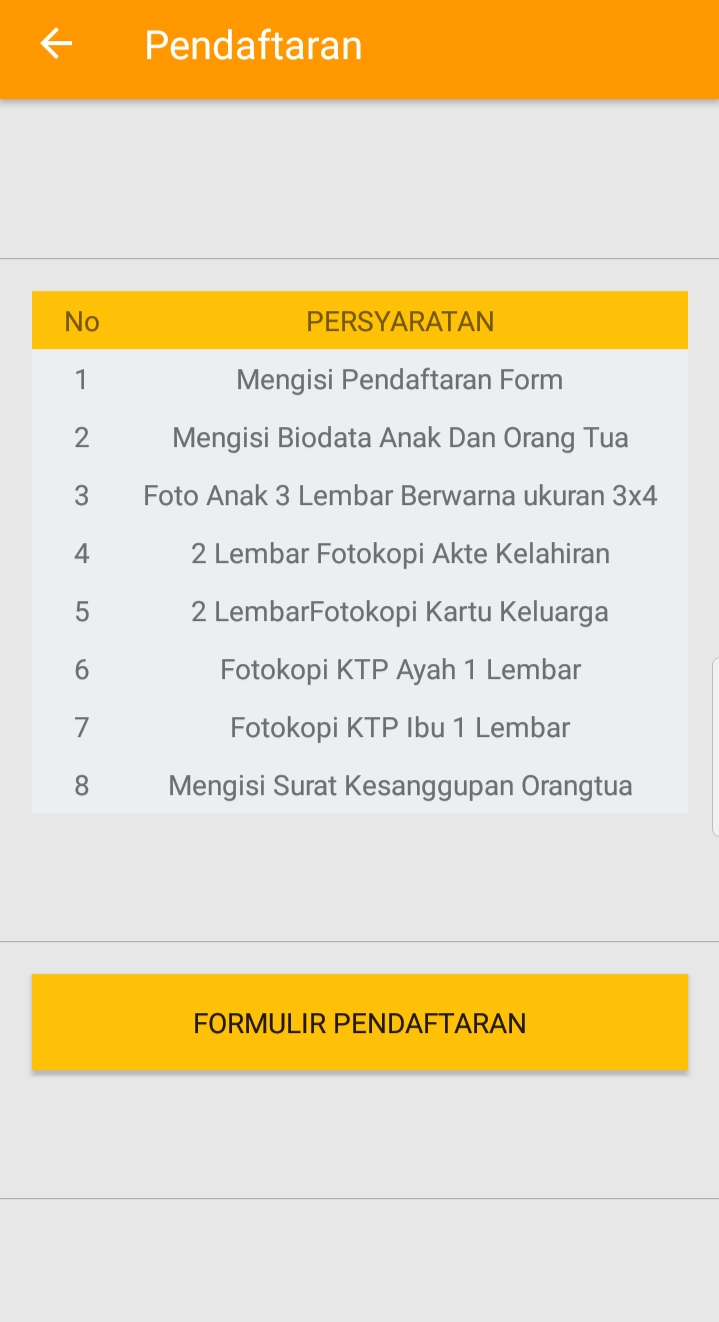 Pendaftaran
No PERSYARATAN
1 Mengisi Pendaftaran Form
2 Mengisi Biodata Anak Dan Orang Tua
3 Foto Anak 3 Lembar Berwarna ukuran 3x4
4 2 Lembar Fotokopi Akte Kelahiran
5 2 LembarFotokopi Kartu Keluarga
6 Fotokopi KTP Ayah 1 Lembar
7 Fotokopi KTP Ibu 1 Lembar
8 Mengisi Surat Kesanggupan Orangtua
FORMULIR PENDAFTARAN